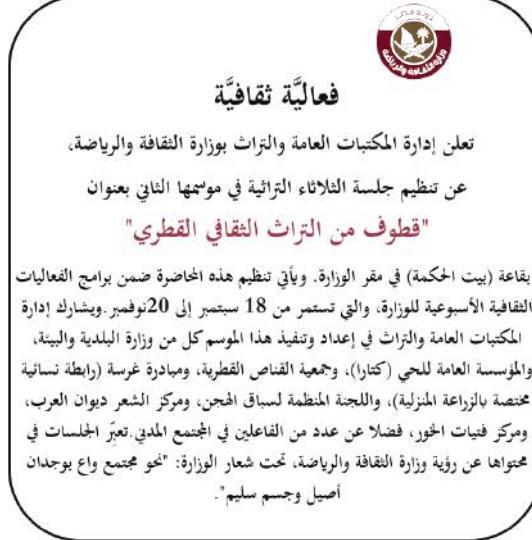 دولة قطر
وزارة الثقافة والرياضة
فعاليَّة ثقافيَّة
تعلن إدارة المكتبات العامة والتراث بوزارة الثقافة والرياضة،
عن تنظيم جلسة الثلاثاء التراثية في موسمها الثاني بعنوان
"قطوف من التراث الثقافي القطري"
بقاعة (بيت الحكمة) في مقر الوزارة. ويأتي تنظيم هذه المحاضرة ضمن برامج الفعاليات
الثقافية الأسبوعية للوزارة، والتي تستمر من 18 سبتمبر إلى 20نوفمبر.ويشارك إدارة
المكتبات العامة والتراث في إعداد وتنفيذ هذا الموسم كل من وزارة البلدية والبيئة،
والمؤسسة العامة للحي (كتارا)، وجمعية القناص القطرية، ومبادرة غرسة (رابطة نسائية
مختصة بالزراعة المنزلية)، واللجنة المنظمة لسباق الهجن، ومركز الشعر ديوان العرب،
ومركز فتيات الخور، فضلا عن عدد من الفاعلين في المجتمع المدني.تعبّر الجلسات في
محتواها عن رؤية وزارة الثقافة والرياضة، تحت شعار الوزارة: "نحو مجتمع واع بوجدان
أصيل وجسم سليم".